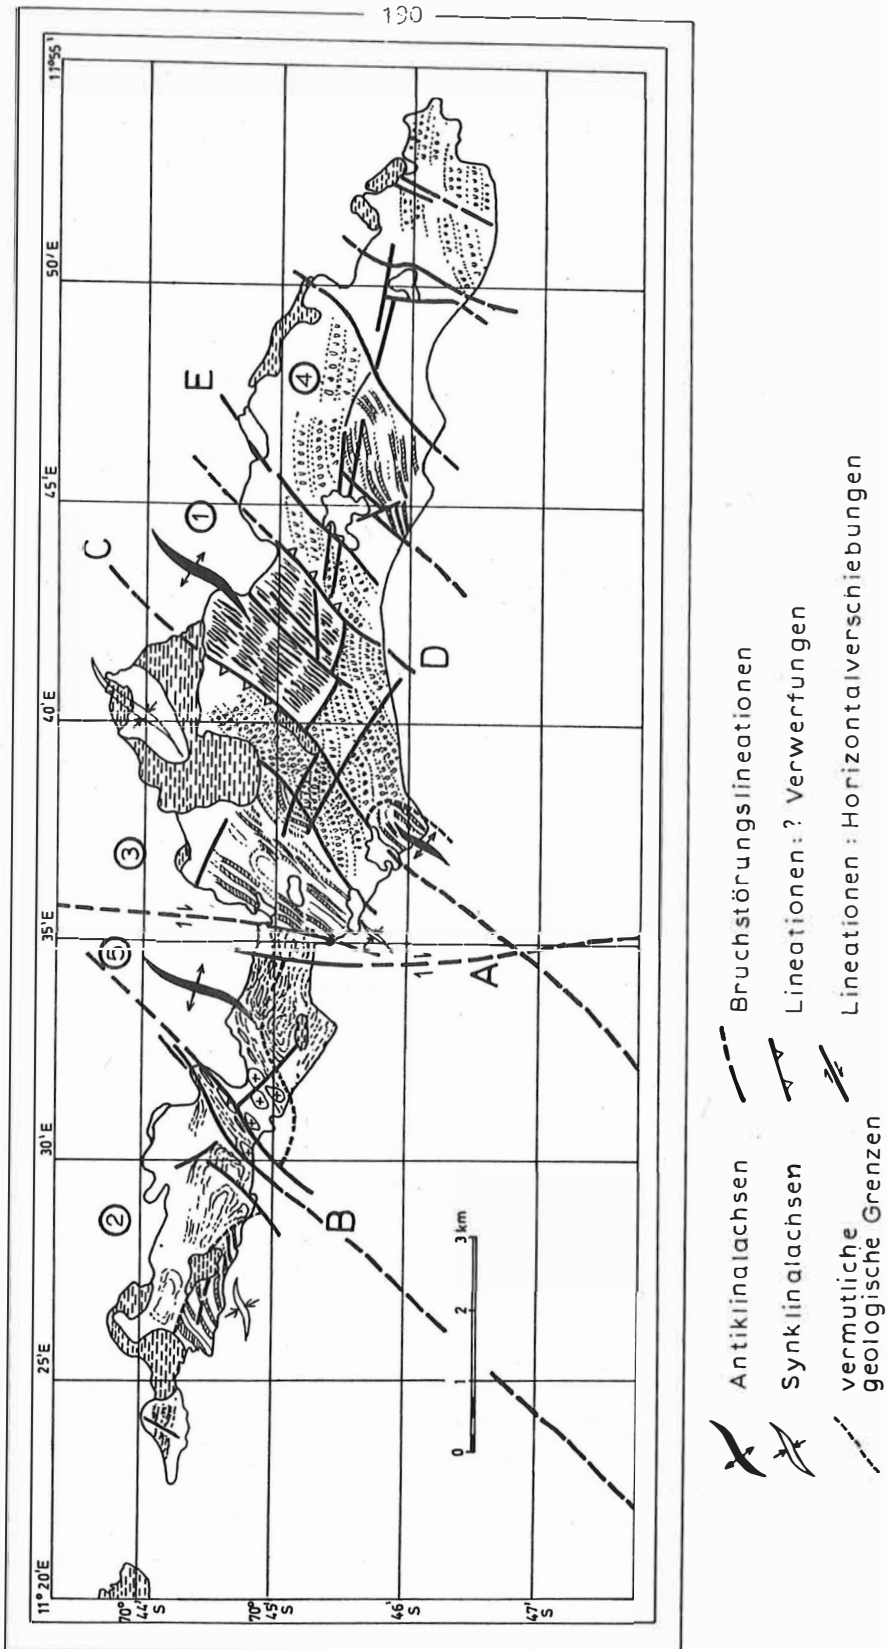 190
11°20'E
25'E
30'E
35'E
40'E
45'E
50'E
11°55'
70°
44'
S
70°
45'
S
46'
S
47'
S
2
5
3
1
4
C
E
B
A
D
0 1 2 3 km
Antiklinalachsen
Synklinalachsen
vermutliche
geologische Grenzen
Bruchstörungslineationen
Lineationen: ? Verwerfungen
Lineationen: Horizontalverschiebungen